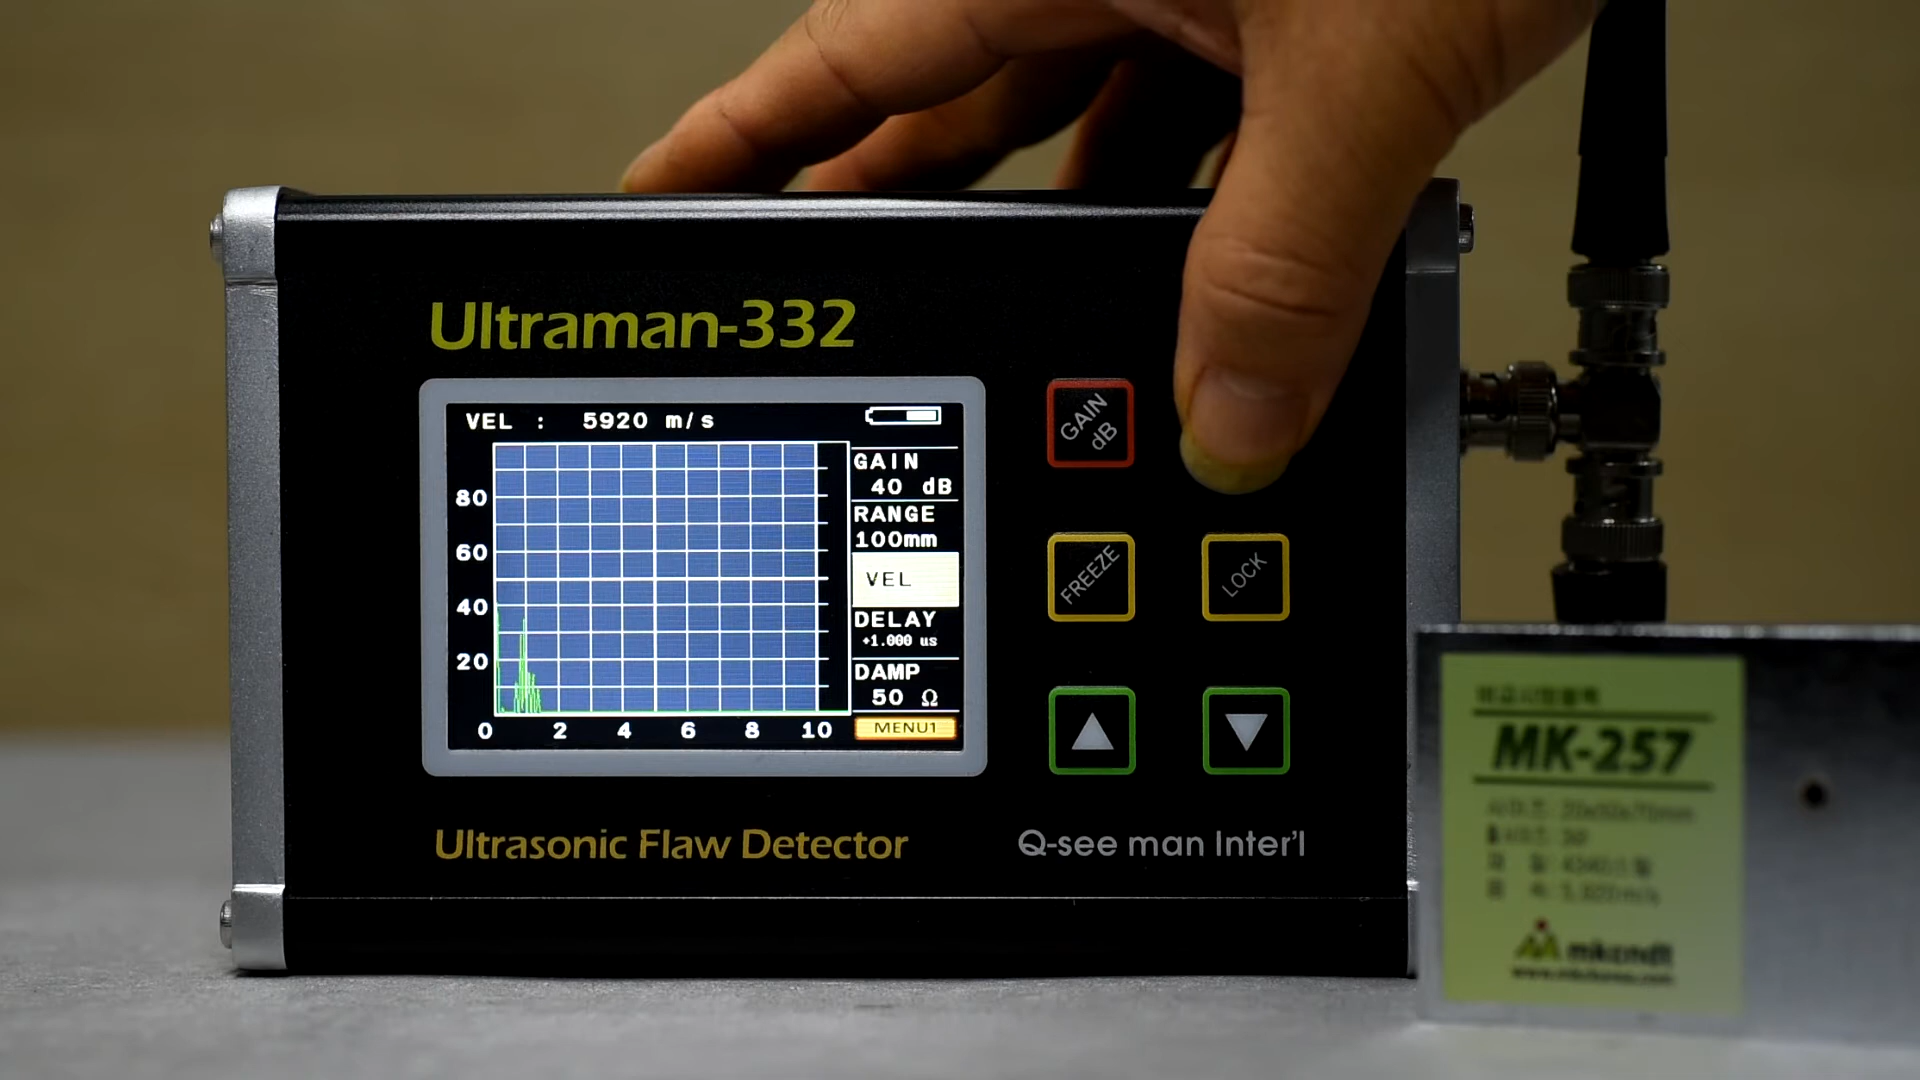 Ultraman-332
VEL : 5920 m/s
GAIN
40 dB
RANGE
100mm
VEL
DELAY
+1.000 us
DAMP
50 Ω
MENU1
80
60
40
20
0 2 4 6 8 10
GAIN
dB
FREEZE
LOCK
Ultrasonic Flaw Detector
Q-see man Inter'l
MK-257
mkcndt